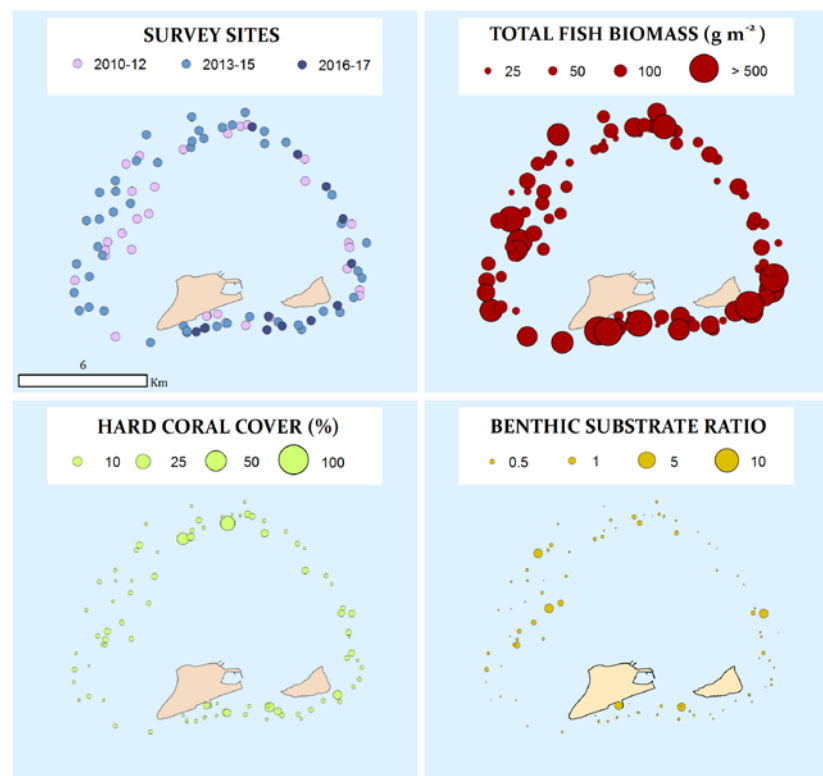 SURVEY SITES
2010-12 2013-15 2016-17
TOTAL FISH BIOMASS (g m⁻²)
25 50 100 > 500
6
Km
HARD CORAL COVER (%)
10 25 50 100
BENTHIC SUBSTRATE RATIO
0.5 1 5 10